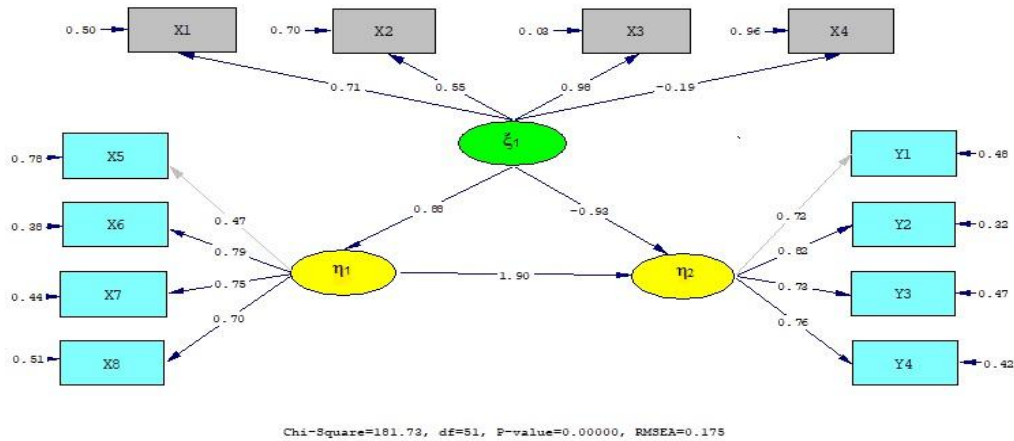 0.50 X1 0.70 X2 0.03 X3 0.96 X4
0.71 0.55 0.98 -0.19
ξ1
0.78 X5 Y1 0.48
0.47 0.72
0.38 X6 0.88 -0.93 Y2 0.32
0.79 0.82
η1 1.90 η2
0.44 X7 0.75 0.73 Y3 0.47
0.70 0.76
0.51 X8 Y4 0.42
Chi-Square=181.73, df=51, P-value=0.00000, RMSEA=0.175